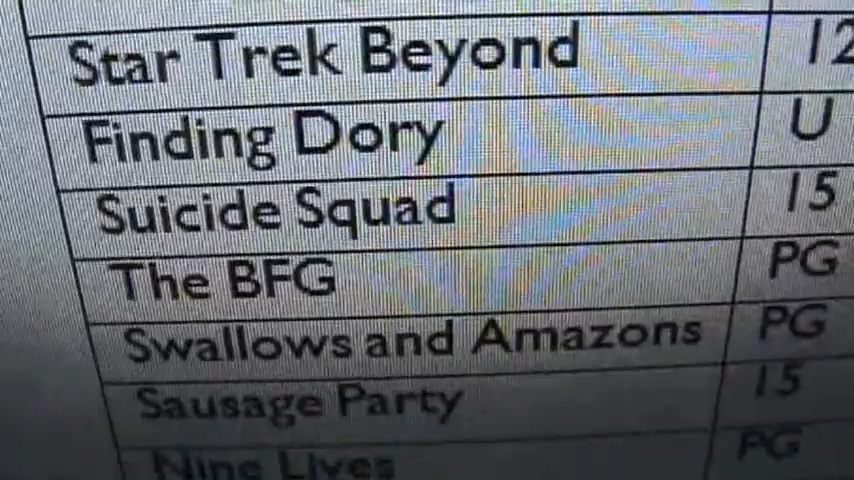 Star Trek Beyond 12
Finding Dory U
Suicide Squad 15
The BFG PG
Swallows and Amazons PG
Sausage Party 15
Nine Lives PG